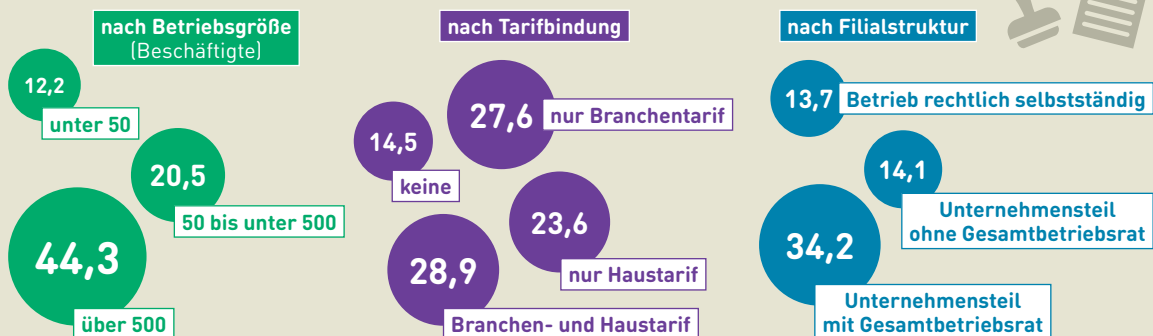 nach Betriebsgröße
(Beschäftigte)
12,2
unter 50
20,5
50 bis unter 500
44,3
über 500
nach Tarifbindung
27,6
nur Branchentarif
14,5
keine
23,6
nur Haustarif
28,9
Branchen- und Haustarif
nach Filialstruktur
13,7
Betrieb rechtlich selbstständig
14,1
Unternehmensteil
ohne Gesamtbetriebsrat
34,2
Unternehmensteil
mit Gesamtbetriebsrat